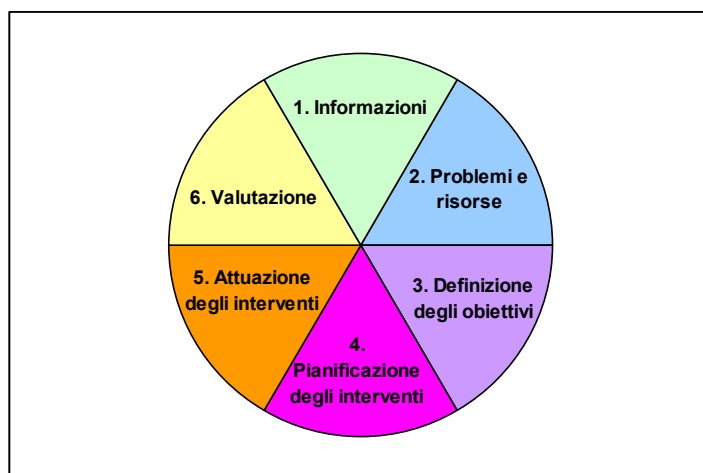 1. Informazioni
2. Problemi e
risorse
3. Definizione
degli obiettivi
4.
Pianificazione
degli interventi
5. Attuazione
degli interventi
6. Valutazione